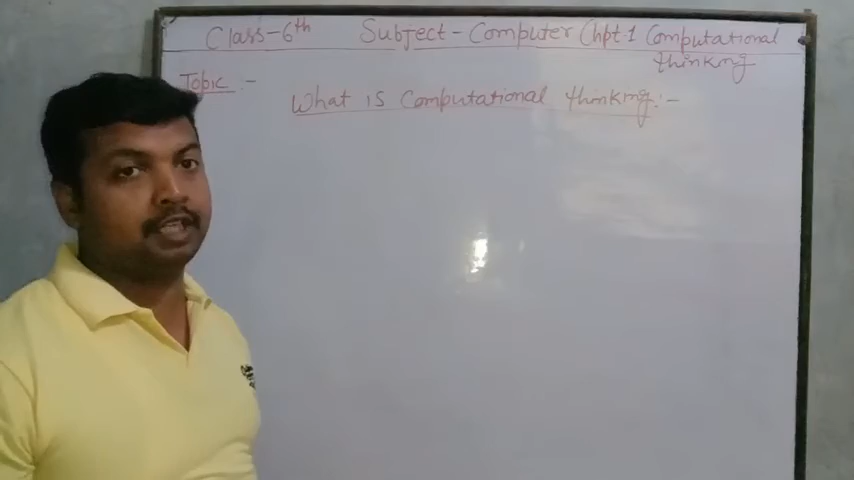 Class-6th Subject-Computer Chpt 1 Computational
thinking
Topic :-
What is Computational thinking:-